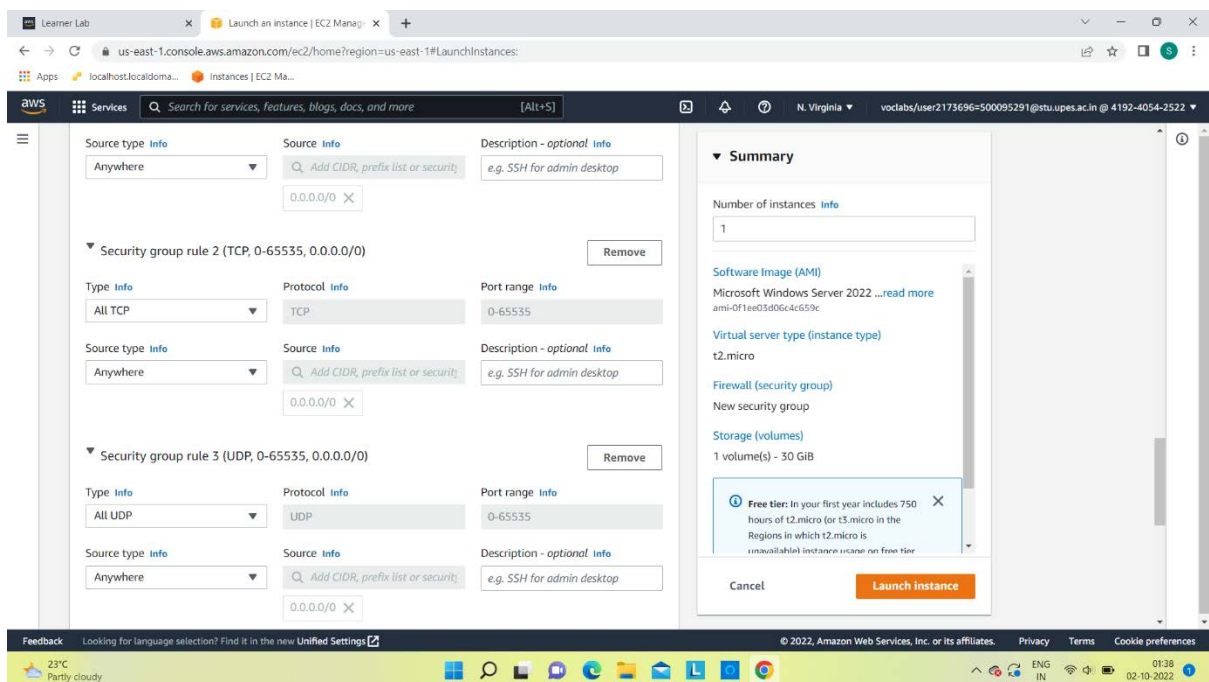 Learner Lab
Launch an instance | EC2 Manag
us-east-1.console.aws.amazon.com/ec2/home?region=us-east-1#LaunchInstances:
S
Apps
localhost.localdoma...
Instances | EC2 Ma...
aws
Services
Search for services, features, blogs, docs, and more
[Alt+S]
N. Virginia
voclabs/user2173696=500095291@stu.upes.ac.in @ 4192-4054-2522
Source type Info
Source Info
Description - optional Info
Anywhere
Add CIDR, prefix list or security
e.g. SSH for admin desktop
0.0.0.0/0
Security group rule 2 (TCP, 0-65535, 0.0.0.0/0)
Remove
Type Info
Protocol Info
Port range Info
All TCP
TCP
0-65535
Source type Info
Source Info
Description - optional Info
Anywhere
Add CIDR, prefix list or security
e.g. SSH for admin desktop
0.0.0.0/0
Security group rule 3 (UDP, 0-65535, 0.0.0.0/0)
Remove
Type Info
Protocol Info
Port range Info
All UDP
UDP
0-65535
Source type Info
Source Info
Description - optional Info
Anywhere
Add CIDR, prefix list or security
e.g. SSH for admin desktop
0.0.0.0/0
Summary
Number of instances Info
1
Software Image (AMI)
Microsoft Windows Server 2022 ...read more
ami-0f1ee03d06c4c659c
Virtual server type (instance type)
t2.micro
Firewall (security group)
New security group
Storage (volumes)
1 volume(s) - 30 GiB
Free tier: In your first year includes 750
hours of t2.micro (or t3.micro in the
Regions in which t2.micro is
unavailable) instance usage on free tier
Cancel
Launch instance
Feedback
Looking for language selection? Find it in the new Unified Settings
© 2022, Amazon Web Services, Inc. or its affiliates.
Privacy
Terms
Cookie preferences
23°C
Partly cloudy
L
ENG
IN
01:38
02-10-2022
1